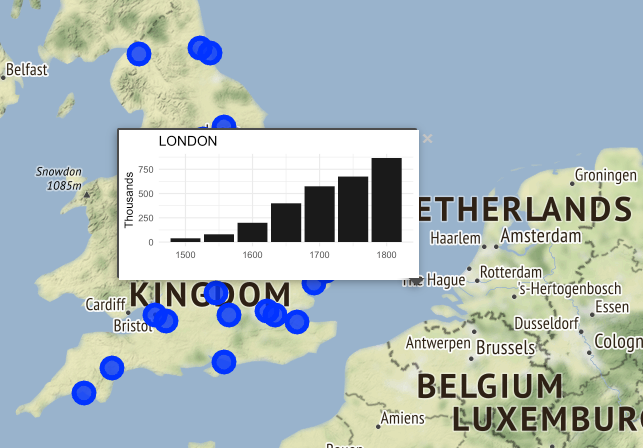 Belfast
LONDON
×
Snowdon
1085m
Thousands
750
500
250
0
1500
1600
1700
1800
Groningen
ETHERLANDS
Haarlem
Amsterdam
The Hague
Rotterdam
's-Hertogenbosch
KINGDOM
Cardiff
Bristol
Essen
Dusseldorf
Antwerpen
Brussels
Cologn
BELGIUM
LUXEMBURG
Amiens